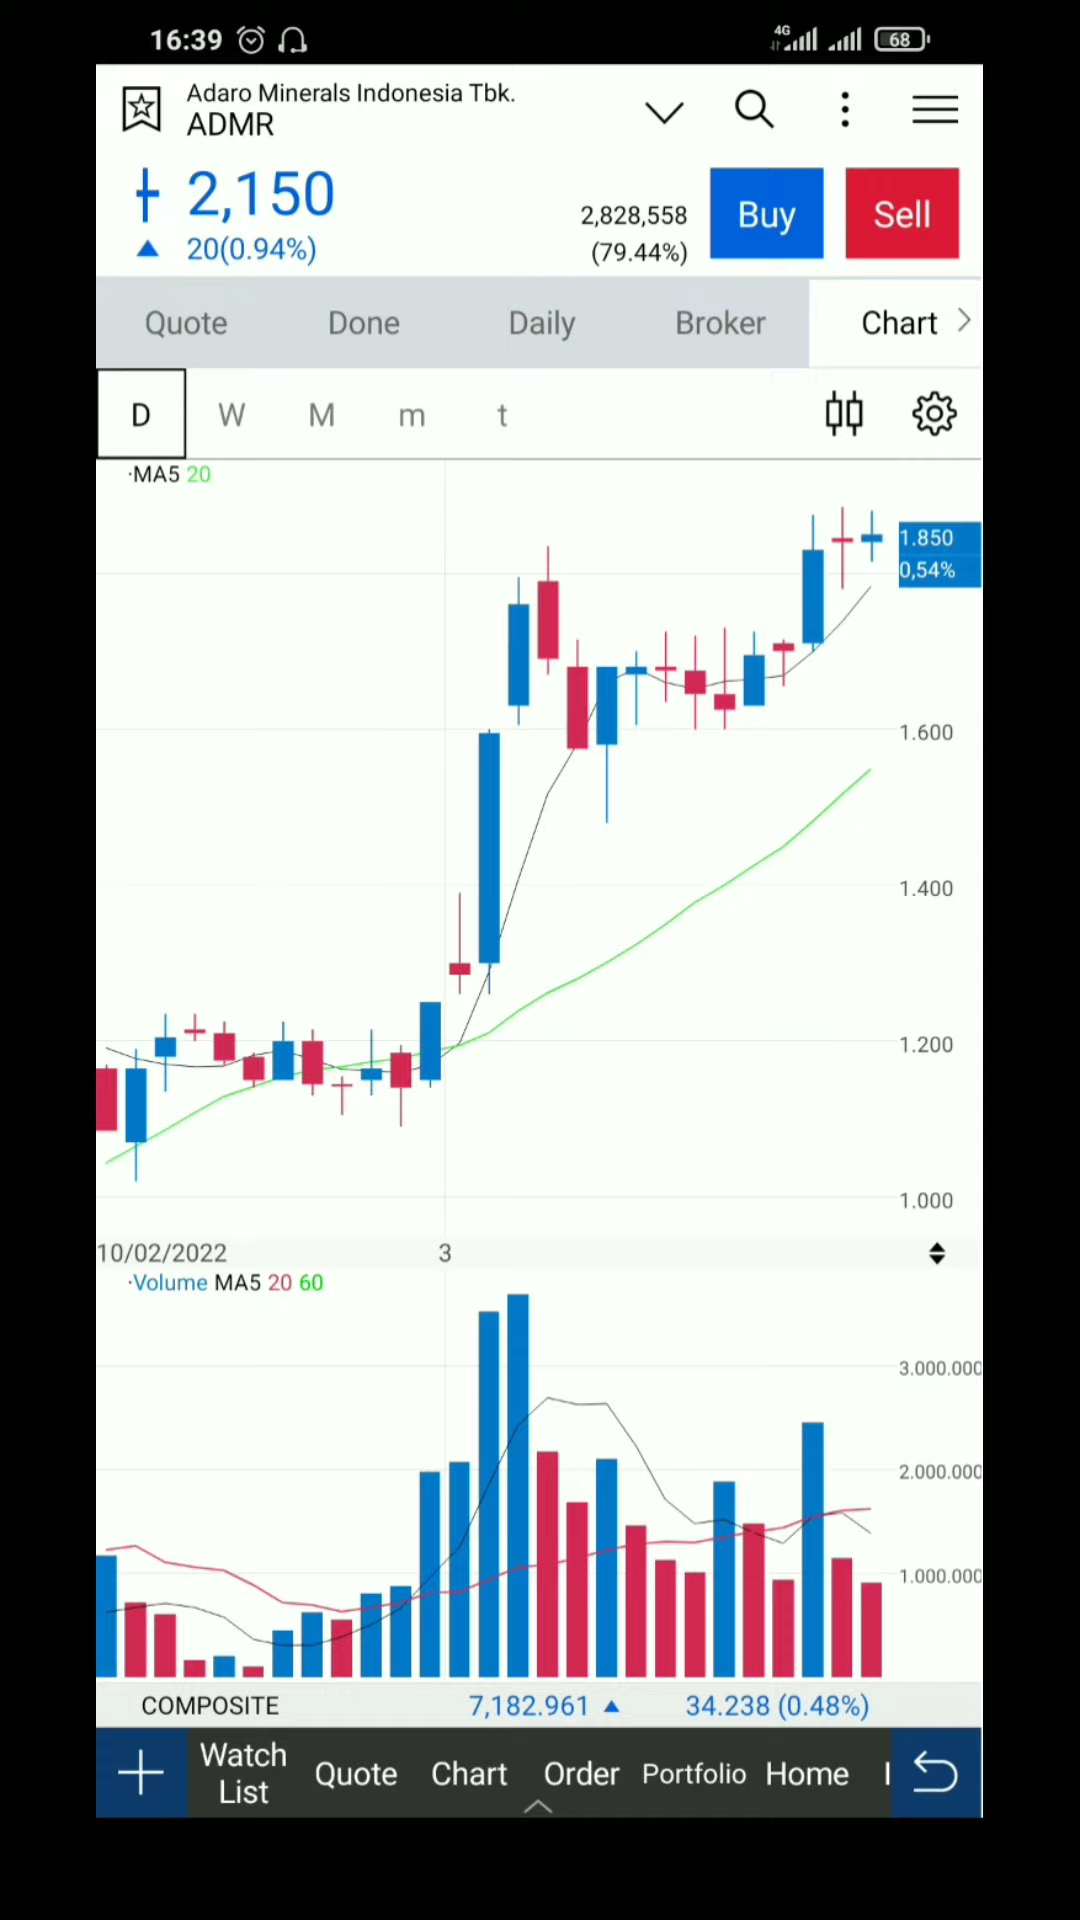 16:39 4G 68
Adaro Minerals Indonesia Tbk.
ADMR
2,150
20(0.94%)
2,828,558
(79.44%)
Buy Sell
Quote Done Daily Broker Chart
D W M m t
·MA5 20
1.850
0,54%
1.600
1.400
1.200
1.000
10/02/2022 3
·Volume MA5 20 60
3.000.000
2.000.000
1.000.000
COMPOSITE 7,182.961 34.238 (0.48%)
Watch List Quote Chart Order Portfolio Home